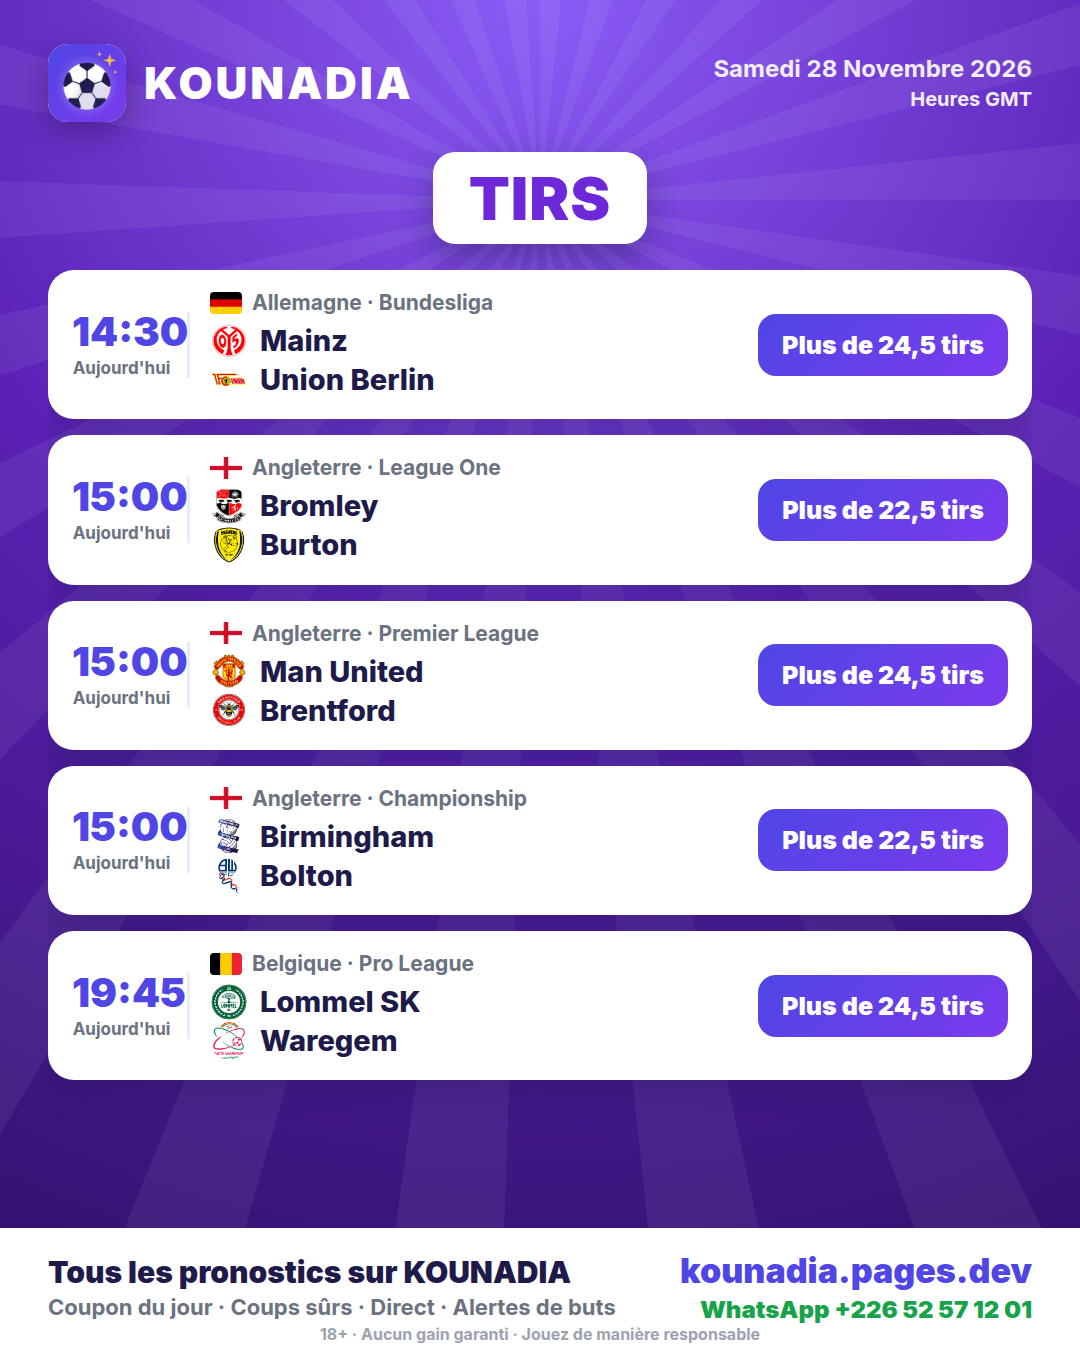 KOUNADIA
Samedi 28 Novembre 2026
Heures GMT
TIRS
Allemagne · Bundesliga
14:30
Aujourd'hui
Mainz
Union Berlin
Plus de 24,5 tirs
Angleterre · League One
15:00
Aujourd'hui
Bromley
Burton
Plus de 22,5 tirs
Angleterre · Premier League
15:00
Aujourd'hui
Man United
Brentford
Plus de 24,5 tirs
Angleterre · Championship
15:00
Aujourd'hui
Birmingham
Bolton
Plus de 22,5 tirs
Belgique · Pro League
19:45
Aujourd'hui
Lommel SK
Waregem
Plus de 24,5 tirs
Tous les pronostics sur KOUNADIA
kounadia.pages.dev
Coupon du jour · Coups sûrs · Direct · Alertes de buts
WhatsApp +226 52 57 12 01
18+ · Aucun gain garanti · Jouez de manière responsable